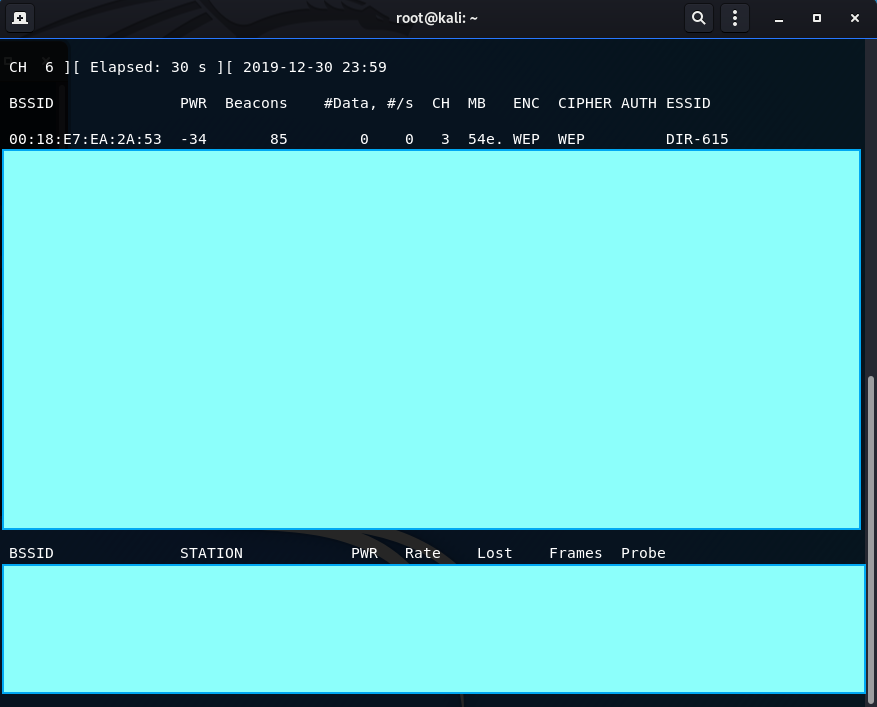 root@kali: ~
CH  6 ][ Elapsed: 30 s ][ 2019-12-30 23:59
BSSID              PWR  Beacons    #Data, #/s  CH  MB   ENC  CIPHER AUTH ESSID
00:18:E7:EA:2A:53  -34       85        0    0   3  54e. WEP  WEP         DIR-615
BSSID              STATION            PWR   Rate    Lost    Frames  Probe